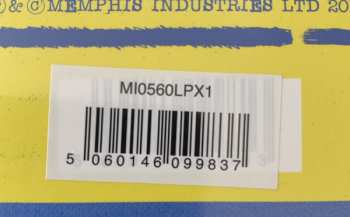 & © MEMPHIS INDUSTRIES LTD 20
MI0560LPX1
5 060146 099837